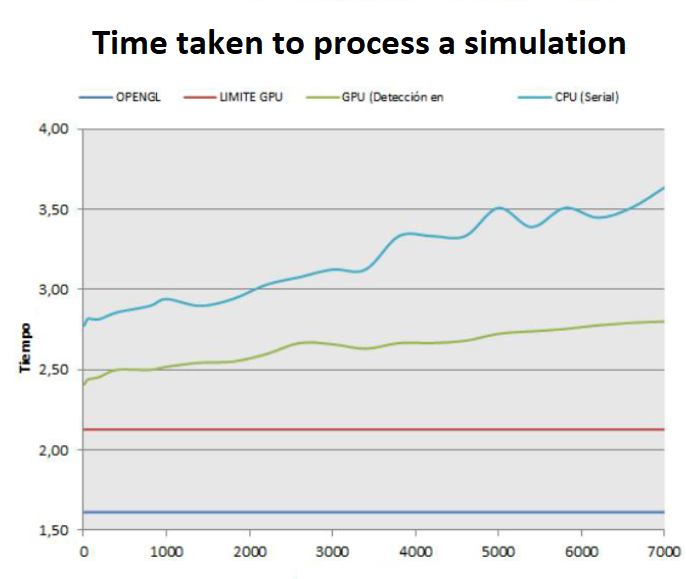 Time taken to process a simulation
OPENGL LIMITE GPU GPU (Detección en CPU (Serial)
4,00
3,50
3,00
2,50
2,00
1,50
Tiempo
0 1000 2000 3000 4000 5000 6000 7000